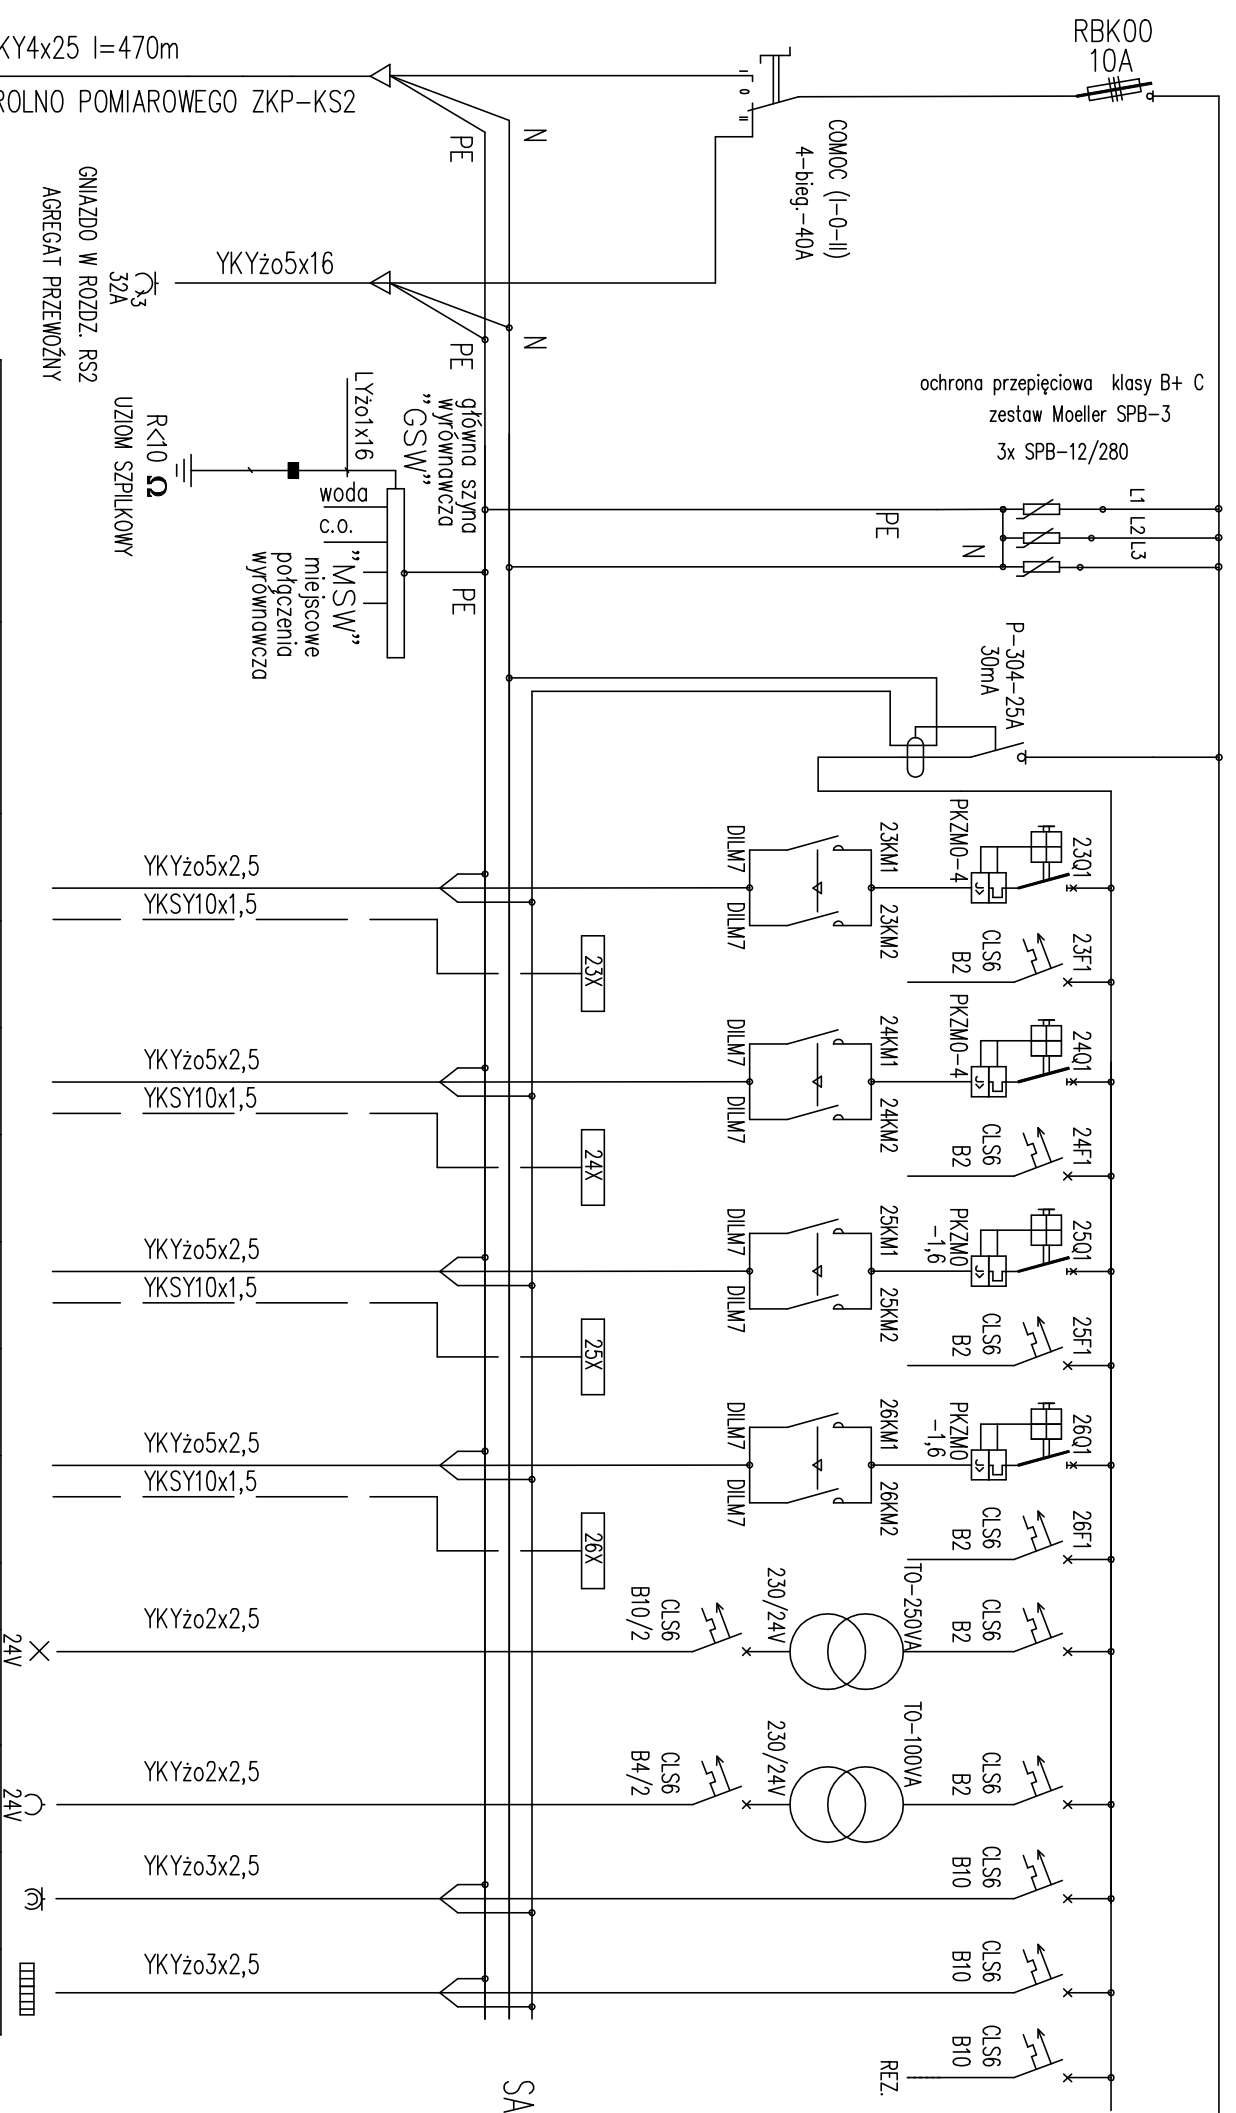 KY4x25 l=470m
ROLNO POMIAROWEGO ZKP-KS2
RBK00
10A
I
0
II
COMOC (I-0-II)
4-bieg.-40A
N
PE
YKYżo5x16
N
PE
x3
32A
GNIAZDO W ROZDZ. RS2
AGREGAT PRZEWOŹNY
ochrona przepięciowa klasy B+ C
zestaw Moeller SPB-3
3x SPB-12/280
L1
L2
L3
PE
N
główna szyna
wyrównawcza
"GSW"
LYżo1x16
R<10 Ω
UZIOM SZPILKOWY
woda
c.o.
"MSW"
miejscowe
połączenia
wyrównawcza
PE
P-304-25A
30mA
23Q1
PKZM0-4
23KM1
23KM2
DILM7
DILM7
23F1
CLS6
B2
YKYżo5x2,5
YKSY10x1,5
23X
24Q1
PKZM0-4
24KM1
24KM2
DILM7
DILM7
24F1
CLS6
B2
YKYżo5x2,5
YKSY10x1,5
24X
25Q1
PKZM0
-1,6
25KM1
25KM2
DILM7
DILM7
25F1
CLS6
B2
YKYżo5x2,5
YKSY10x1,5
25X
26Q1
PKZM0
-1,6
26KM1
26KM2
DILM7
DILM7
26F1
CLS6
B2
YKYżo5x2,5
YKSY10x1,5
26X
CLS6
B2
TO-250VA
230/24V
CLS6
B10/2
YKYżo2x2,5
24V
CLS6
B2
TO-100VA
230/24V
CLS6
B4/2
YKYżo2x2,5
24V
CLS6
B10
YKYżo3x2,5
CLS6
B10
YKYżo3x2,5
CLS6
B10
REZ.
SA